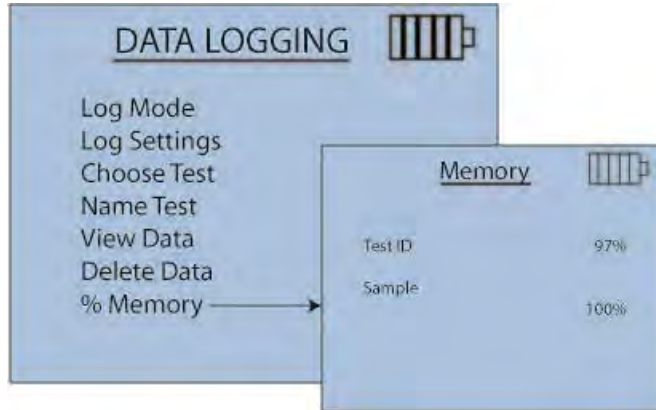 DATA LOGGING
Log Mode
Log Settings
Choose Test
Name Test
View Data
Delete Data
% Memory
Memory
Test ID 97%
Sample
100%